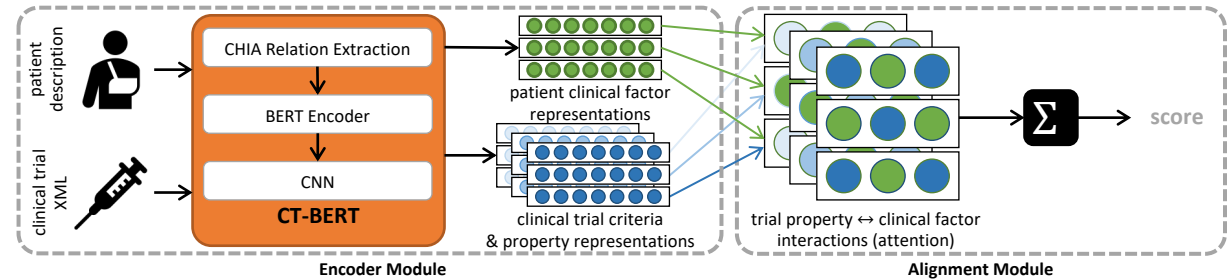 patient
description
clinical trial
XML
CHIA Relation Extraction
BERT Encoder
CNN
CT-BERT
patient clinical factor
representations
clinical trial criteria
& property representations
Encoder Module
trial property ↔ clinical factor
interactions (attention)
Σ
score
Alignment Module